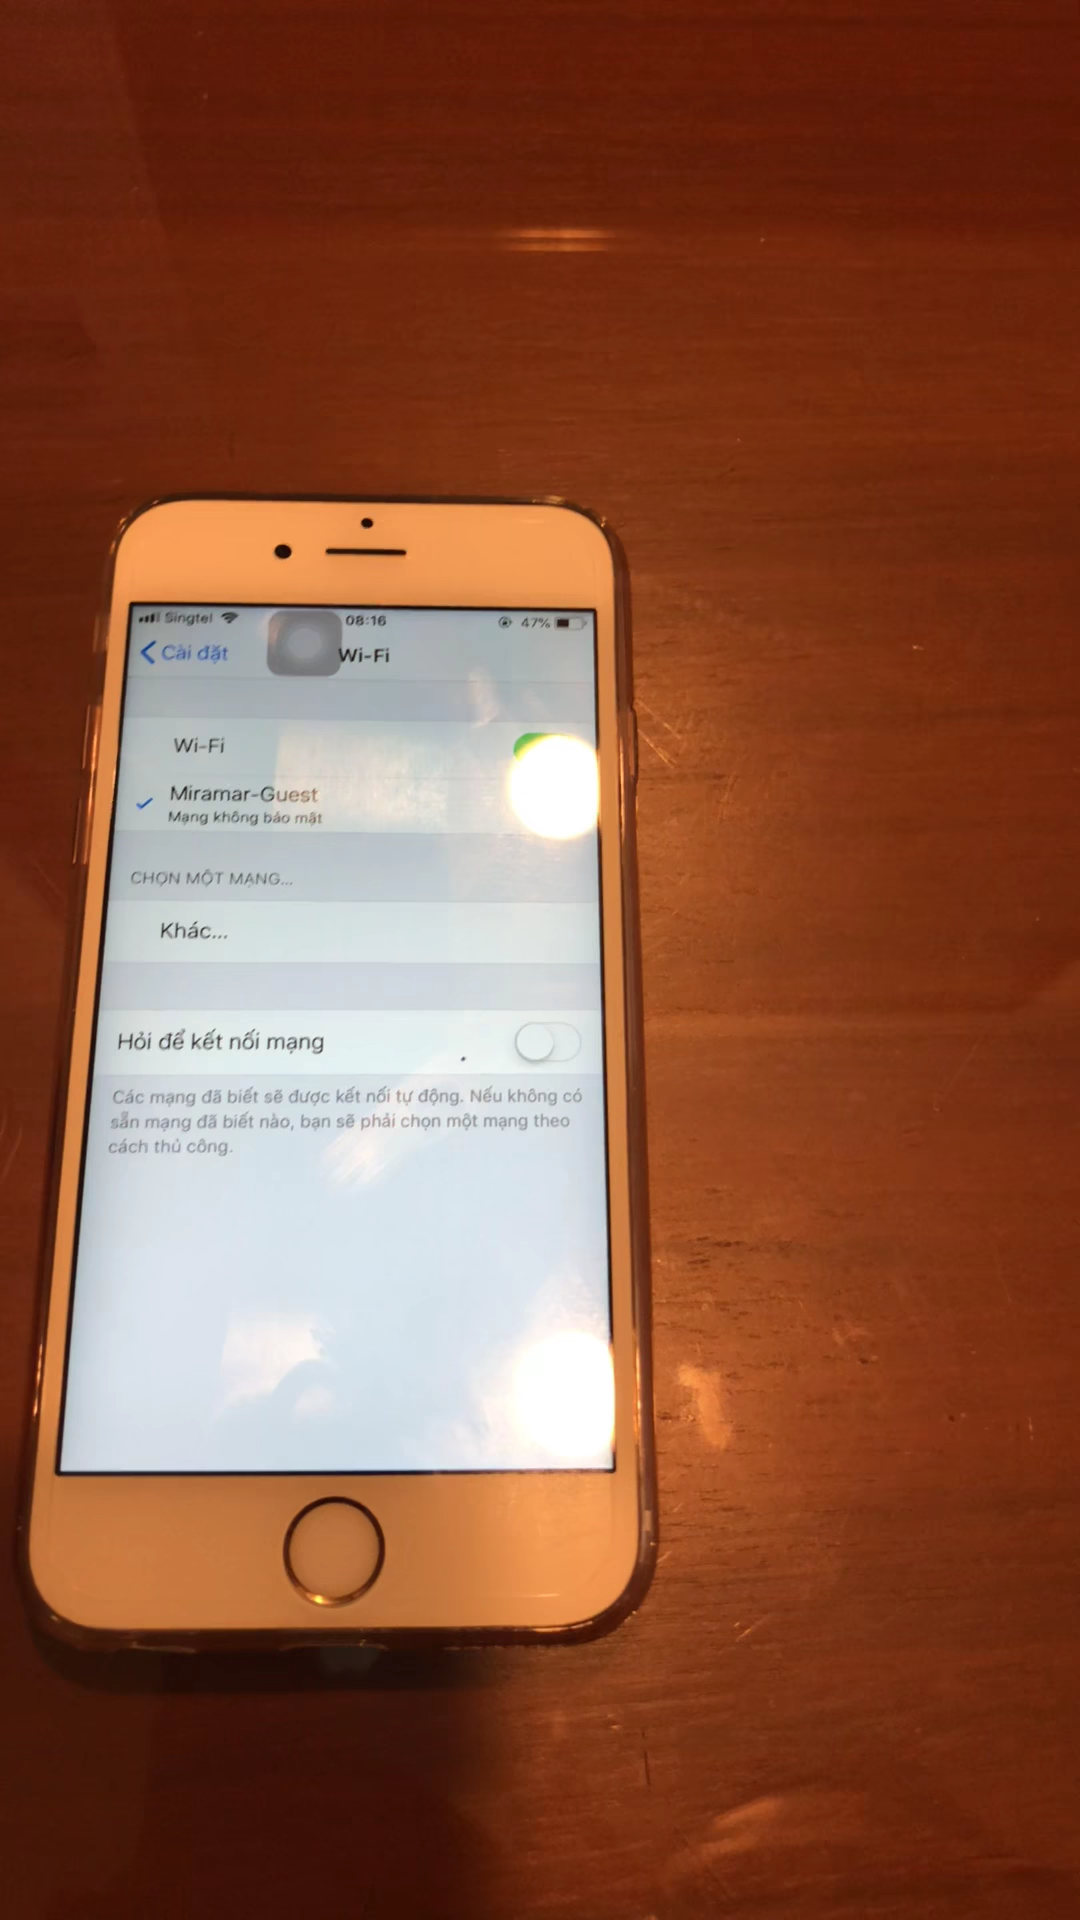 Singtel 08:16 47%
Cài đặt Wi-Fi
Wi-Fi
Miramar-Guest
Mạng không bảo mật
CHỌN MỘT MẠNG...
Khác...
Hỏi để kết nối mạng
Các mạng đã biết sẽ được kết nối tự động. Nếu không có
sẵn mạng đã biết nào, bạn sẽ phải chọn một mạng theo
cách thủ công.